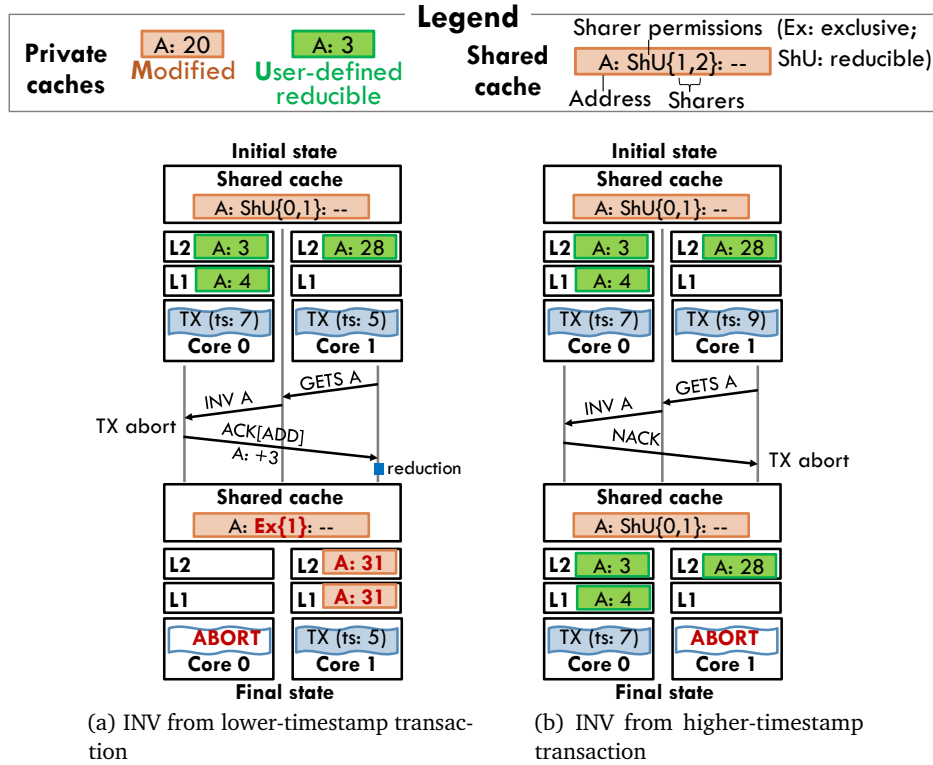 Legend
Private caches
A: 20
Modified
A: 3
User-defined reducible
Shared cache
Sharer permissions
(Ex: exclusive; ShU: reducible)
A: ShU{1,2}: --
Address
Sharers
Initial state
Shared cache
A: ShU{0,1}: --
L2 A: 3
L2 A: 28
L1 A: 4
L1
TX (ts: 7)
TX (ts: 5)
Core 0
Core 1
GETS A
INV A
TX abort
ACK[ADD]
A: +3
reduction
Shared cache
A: Ex{1}: --
L2
L2 A: 31
L1
L1 A: 31
ABORT
TX (ts: 5)
Core 0
Core 1
Final state
(a) INV from lower-timestamp transac-
tion
Initial state
Shared cache
A: ShU{0,1}: --
L2 A: 3
L2 A: 28
L1 A: 4
L1
TX (ts: 7)
TX (ts: 9)
Core 0
Core 1
GETS A
INV A
NACK
TX abort
Shared cache
A: ShU{0,1}: --
L2 A: 3
L2 A: 28
L1 A: 4
L1
TX (ts: 7)
ABORT
Core 0
Core 1
Final state
(b) INV from higher-timestamp
transaction